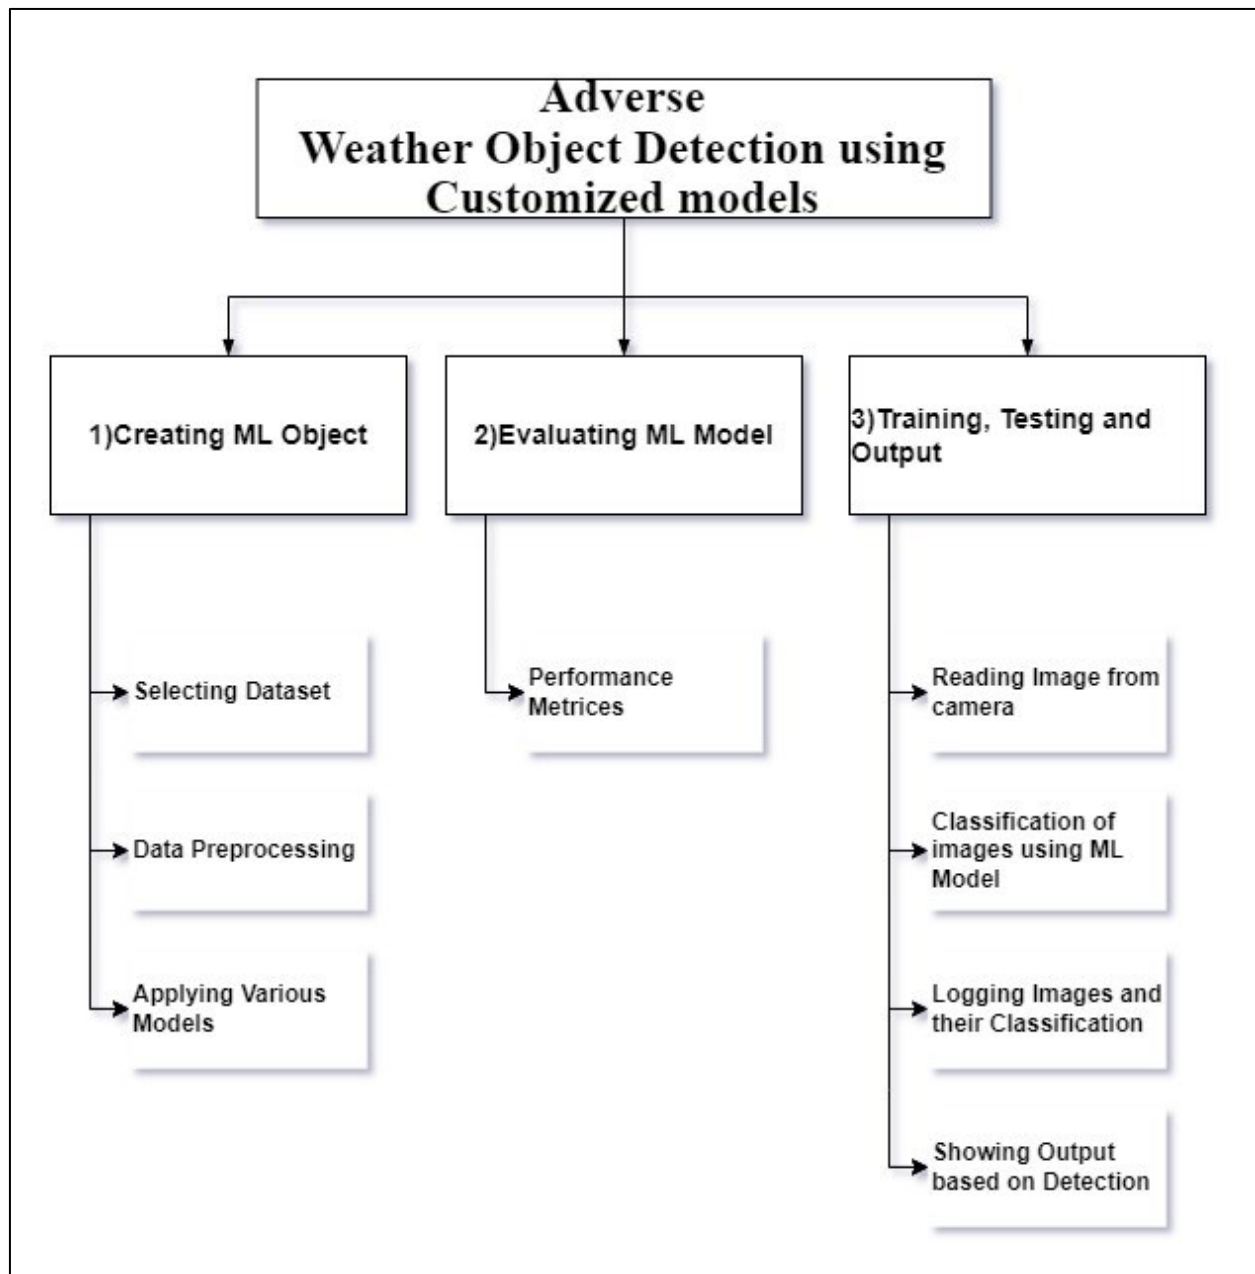 Adverse
Weather Object Detection using
Customized models
1)Creating ML Object
2)Evaluating ML Model
3)Training, Testing and
Output
Selecting Dataset
Data Preprocessing
Applying Various
Models
Performance
Metrices
Reading Image from
camera
Classification of
images using ML
Model
Logging Images and
their Classification
Showing Output
based on Detection